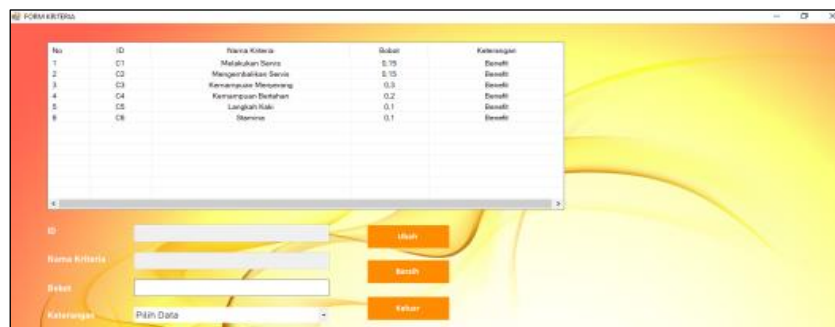 FORM KRITERIA
No ID Nama Kriteria Bobot Keterangan
1 C1 Melakukan Servis 0,15 Benefit
2 C2 Mengembalikan Servis 0,15 Benefit
3 C3 Kemampuan Menyerang 0,3 Benefit
4 C4 Kemampuan Bertahan 0,2 Benefit
5 C5 Langkah Kaki 0,1 Benefit
6 C6 Stamina 0,1 Benefit
ID
Ubah
Nama Kriteria
Bersih
Bobot
Keterangan
Pilih Data
Keluar